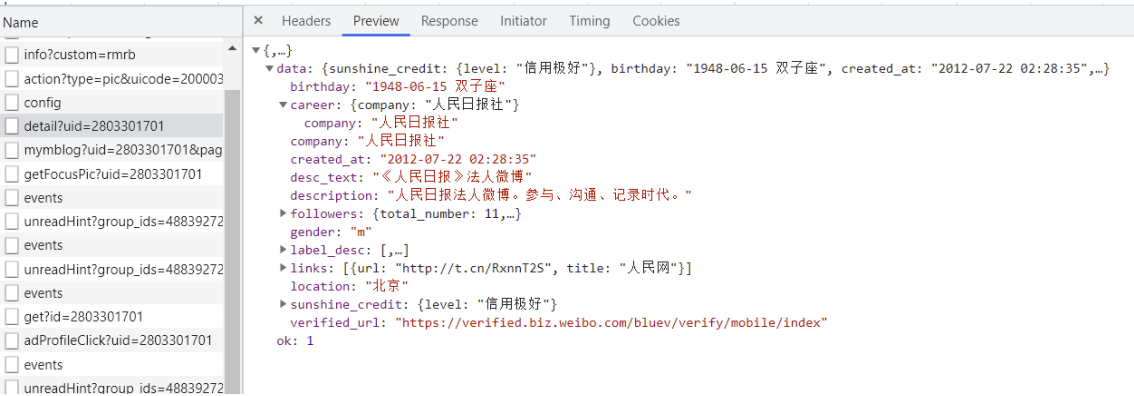 Name
Headers Preview Response Initiator Timing Cookies
info?custom=rmrb
action?type=pic&uicode=200003
config
detail?uid=2803301701
mymblog?uid=2803301701&pag
getFocusPic?uid=2803301701
events
unreadHint?group_ids=48839272
events
unreadHint?group_ids=48839272
events
get?id=2803301701
adProfileClick?uid=2803301701
events
unreadHint?group_ids=48839272
{,…}
data: {sunshine_credit: {level: "信用极好"}, birthday: "1948-06-15 双子座", created_at: "2012-07-22 02:28:35",…}
birthday: "1948-06-15 双子座"
career: {company: "人民日报社"}
company: "人民日报社"
company: "人民日报社"
created_at: "2012-07-22 02:28:35"
desc_text: "《人民日报》法人微博"
description: "人民日报法人微博。参与、沟通、记录时代。"
followers: {total_number: 11,…}
gender: "m"
label_desc: [,…]
links: [{url: "http://t.cn/RxnnT2S", title: "人民网"}]
location: "北京"
sunshine_credit: {level: "信用极好"}
verified_url: "https://verified.biz.weibo.com/bluev/verify/mobile/index"
ok: 1